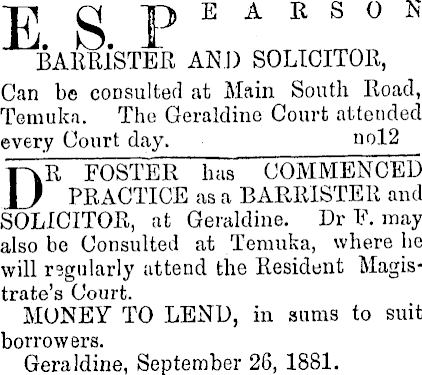 E. S. PEARSON
BARRISTER AND SOLICITOR,
Can be consulted at Main South Road,
Temuka. The Geraldine Court attended
every Court day. no12
DR FOSTER has COMMENCED
PRACTICE as a BARRISTER and
SOLICITOR, at Geraldine. Dr F. may
also be Consulted at Temuka, where he
will regularly attend the Resident Magis-
trate's Court.
MONEY TO LEND, in sums to suit
borrowers.
Geraldine, September 26, 1881.